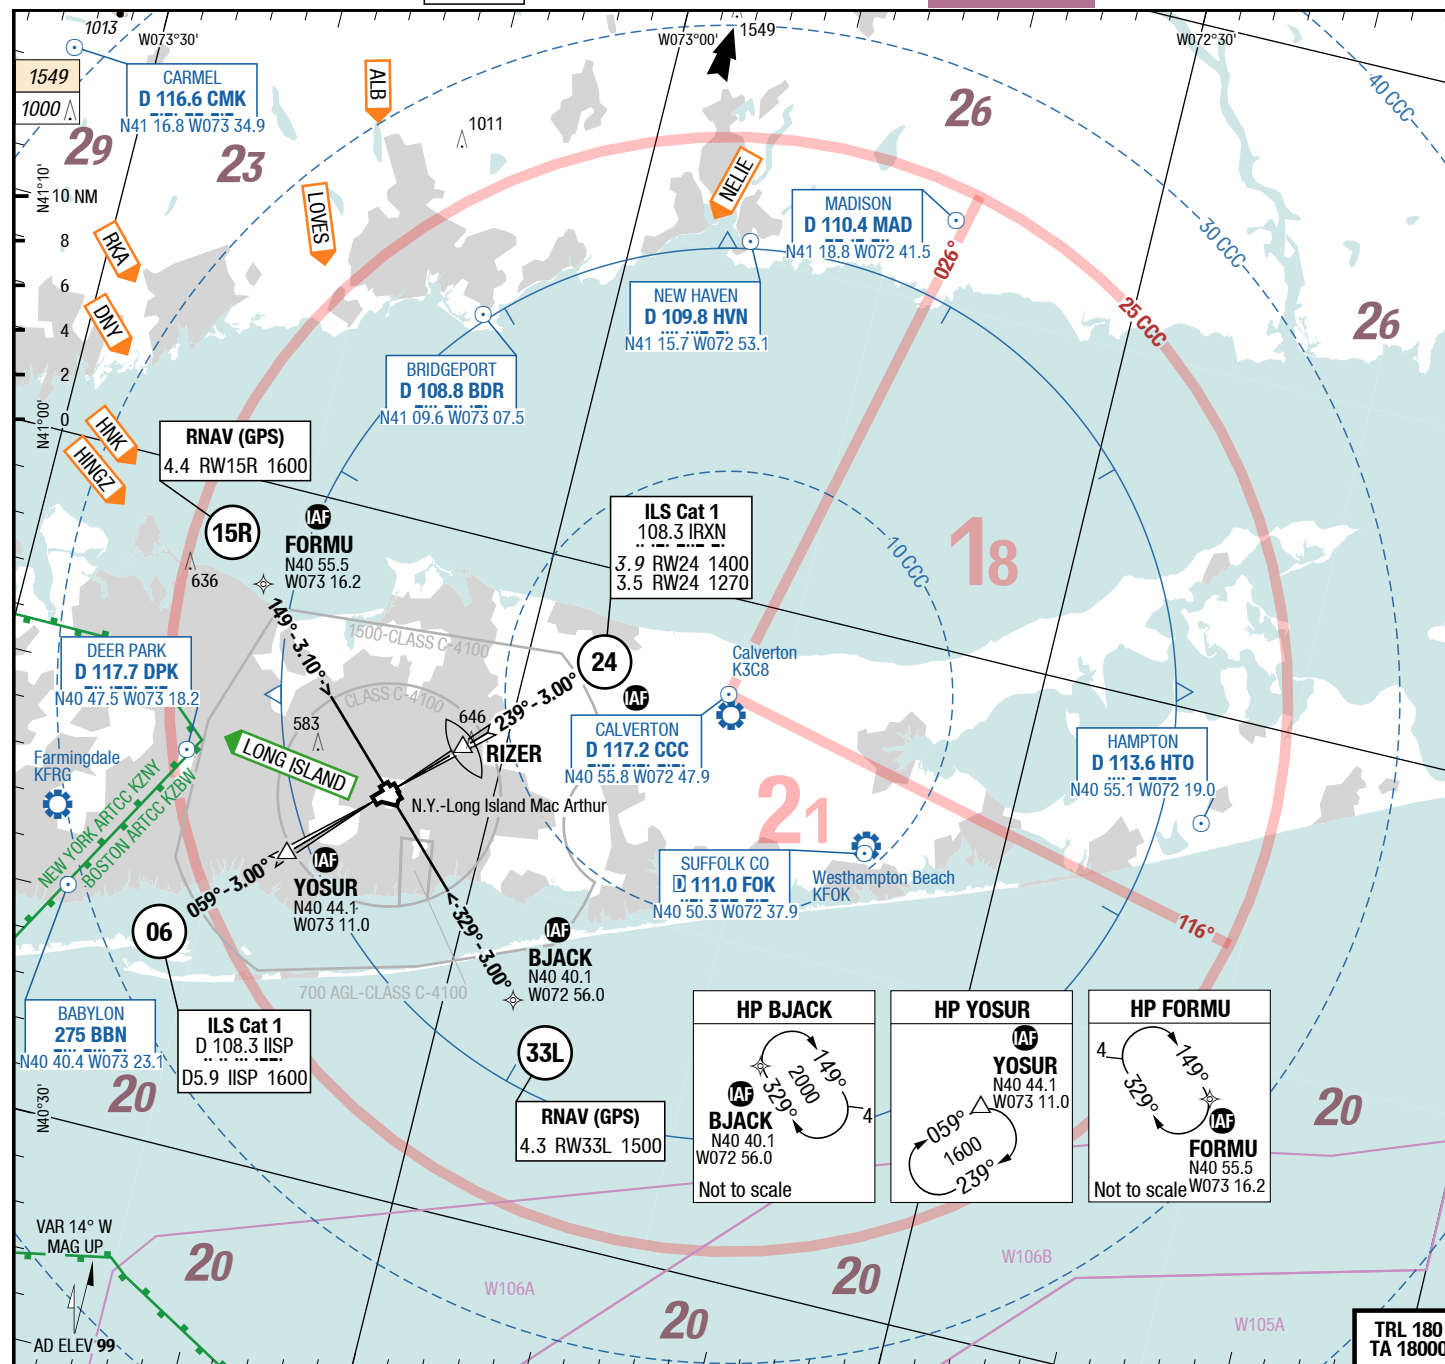 1013
W073°30'
W073°00'
1549
W072°30'
40 CCC
1549
1000
CARMEL
D 116.6 CMK
N41 16.8 W073 34.9
ALB
29
23
1011
26
N41°10'
10 NM
8
6
4
2
0
N41°00'
RKA
LOVES
DNY
HNK
HINGZ
NELIE
MADISON
D 110.4 MAD
N41 18.8 W072 41.5
026°
30 CCC
25 CCC
26
NEW HAVEN
D 109.8 HVN
N41 15.7 W072 53.1
BRIDGEPORT
D 108.8 BDR
N41 09.6 W073 07.5
RNAV (GPS)
4.4 RW15R 1600
15R
IAF
FORMU
N40 55.5
W073 16.2
636
149°-3.10°
ILS Cat 1
108.3 IRXN
3.9 RW24 1400
3.5 RW24 1270
10 CCC
18
1500-CLASS C-4100
CLASS C-4100
24
239°-3.00°
IAF
Calverton
K3C8
DEER PARK
D 117.7 DPK
N40 47.5 W073 18.2
583
646
RIZER
CALVERTON
D 117.2 CCC
N40 55.8 W072 47.9
HAMPTON
D 113.6 HTO
N40 55.1 W072 19.0
LONG ISLAND
Farmingdale
KFRG
N.Y.-Long Island Mac Arthur
21
NEW YORK ARTCC KZNY
BOSTON ARTCC KZBW
IAF
YOSUR
N40 44.1
W073 11.0
059°-3.00°
06
SUFFOLK CO
D 111.0 FOK
N40 50.3 W072 37.9
Westhampton Beach
KFOK
116°
329°-3.00°
IAF
BJACK
N40 40.1
W072 56.0
700 AGL-CLASS C-4100
BABYLON
275 BBN
N40 40.4 W073 23.1
ILS Cat 1
D 108.3 IISP
D5.9 IISP 1600
33L
RNAV (GPS)
4.3 RW33L 1500
HP BJACK
149°
2000
329°
4
IAF
BJACK
N40 40.1
W072 56.0
Not to scale
HP YOSUR
IAF
YOSUR
N40 44.1
W073 11.0
059°
1600
239°
HP FORMU
4
149°
329°
IAF
FORMU
N40 55.5
W073 16.2
Not to scale
N40°30'
20
20
VAR 14° W
MAG UP
20
W106A
20
20
W106B
W105A
AD ELEV 99
TRL 180
TA 18000